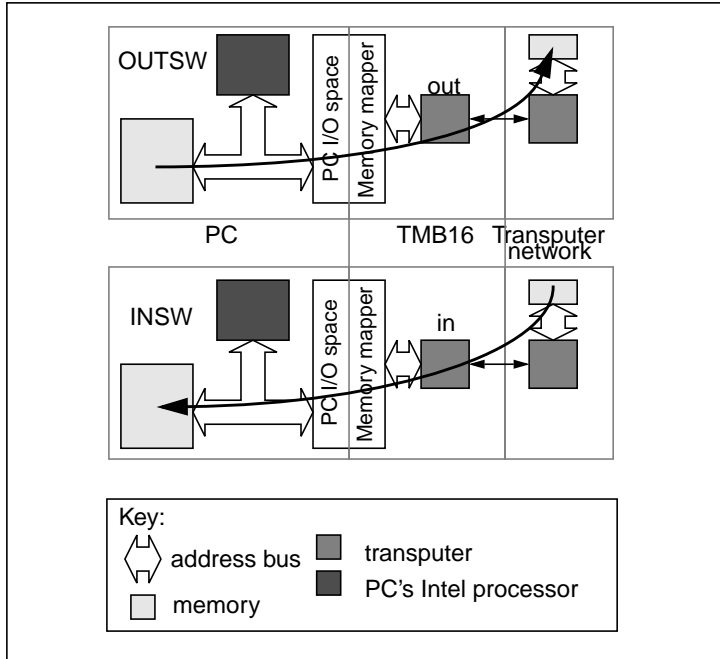 OUTSW
PC I/O space
Memory mapper
out
PC
TMB16
Transputer
network
INSW
PC I/O space
Memory mapper
in
Key:
address bus
memory
transputer
PC's Intel processor